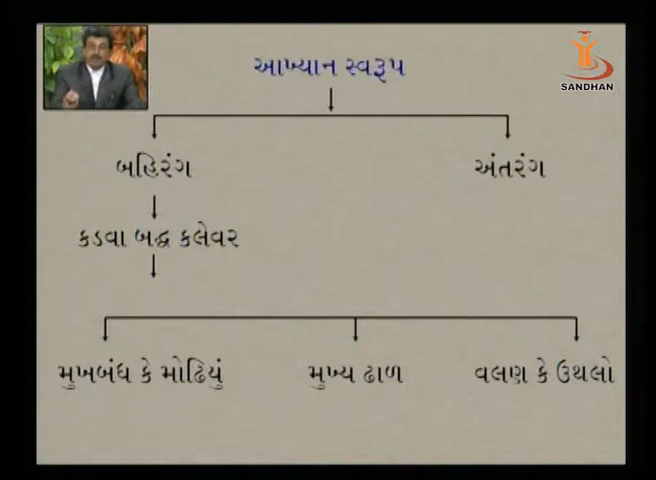 આખ્યાન સ્વરૂપ
SANDHAN
બહિરંગ
અંતરંગ
કડવા બદ્ધ કલેવર
મુખબંધ કે મોઢિયું
મુખ્ય ઢાળ
વલણ કે ઉથલો